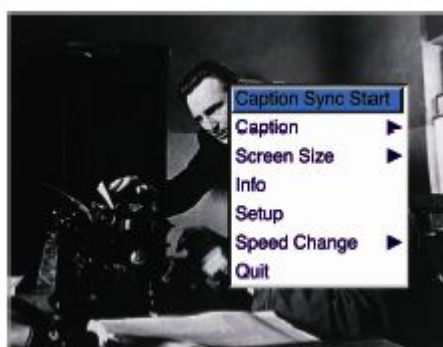 Caption Sync Start
Caption
Screen Size
Info
Setup
Speed Change
Quit